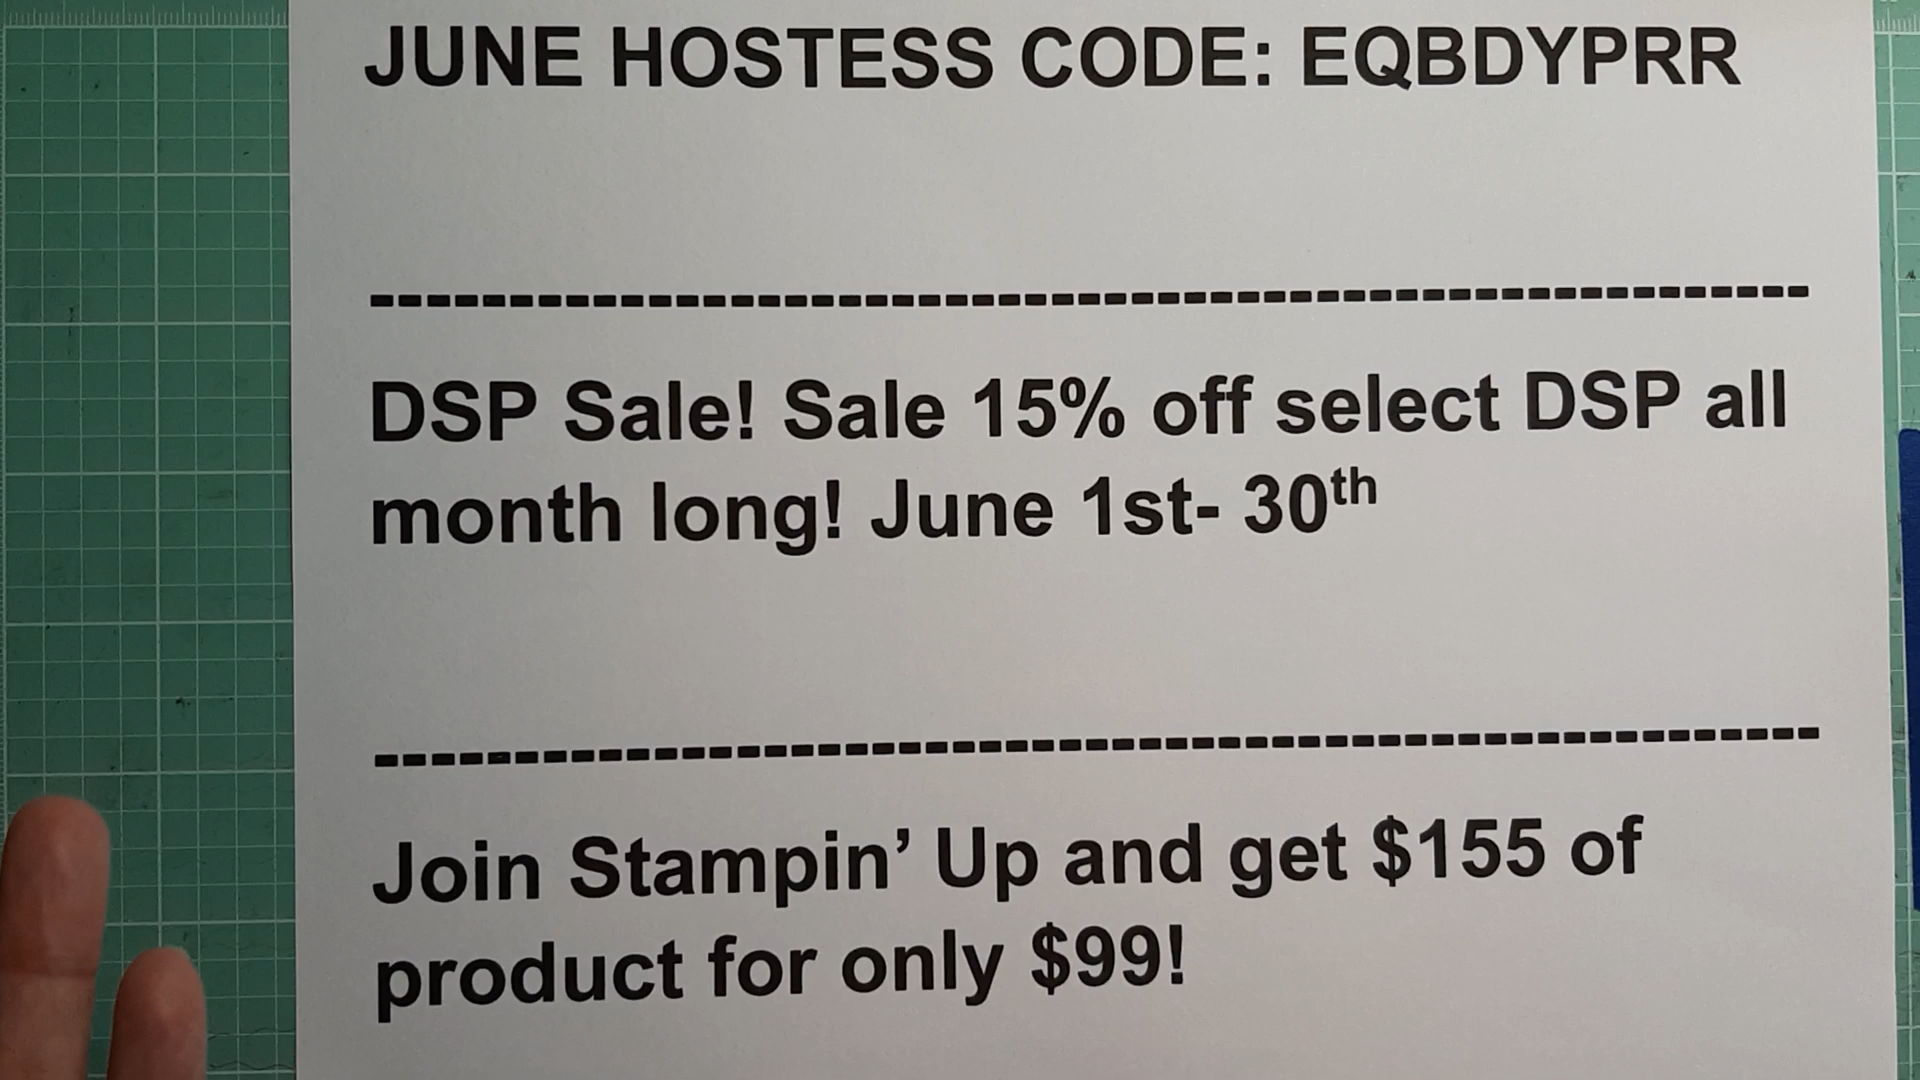 JUNE HOSTESS CODE: EQBDYPRR
DSP Sale! Sale 15% off select DSP all
month long! June 1st- 30th
Join Stampin’ Up and get $155 of
product for only $99!